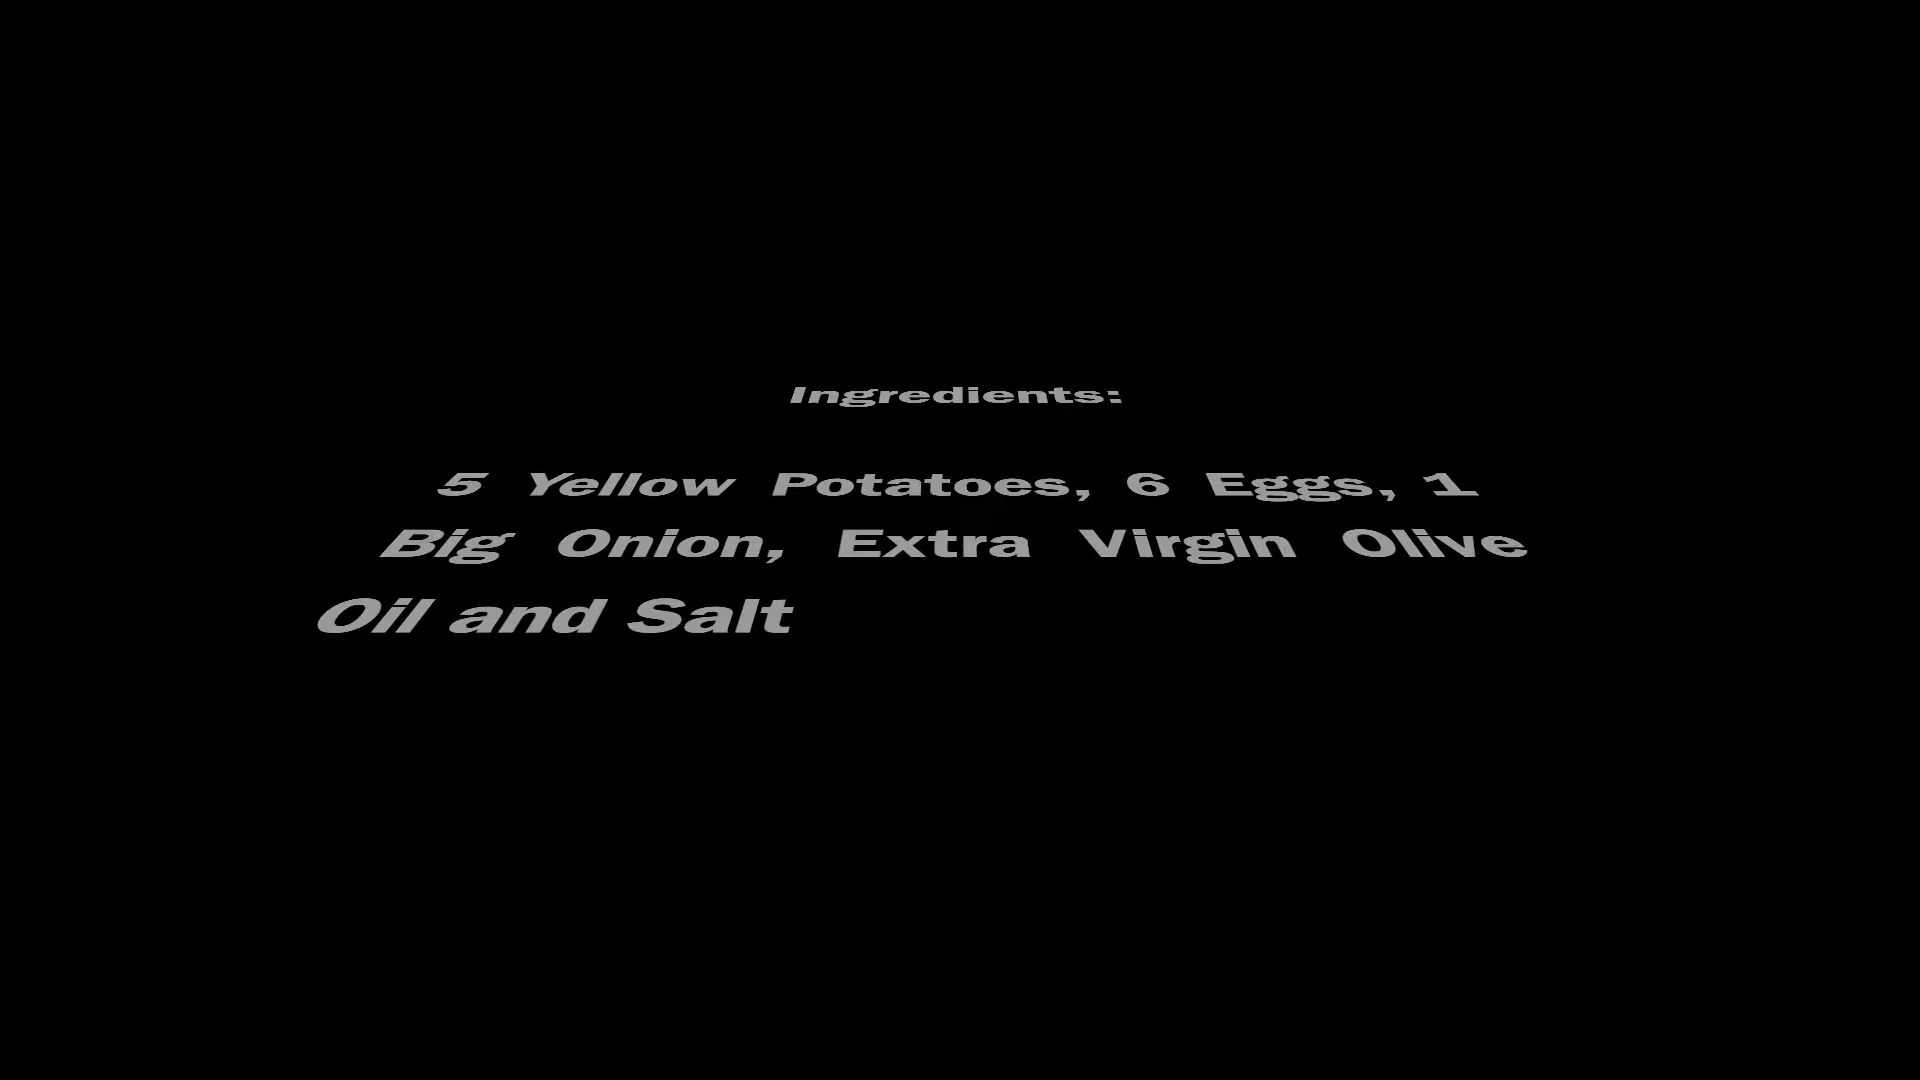 Ingredients:
5 Yellow Potatoes, 6 Eggs, 1
Big Onion, Extra Virgin Olive
Oil and Salt